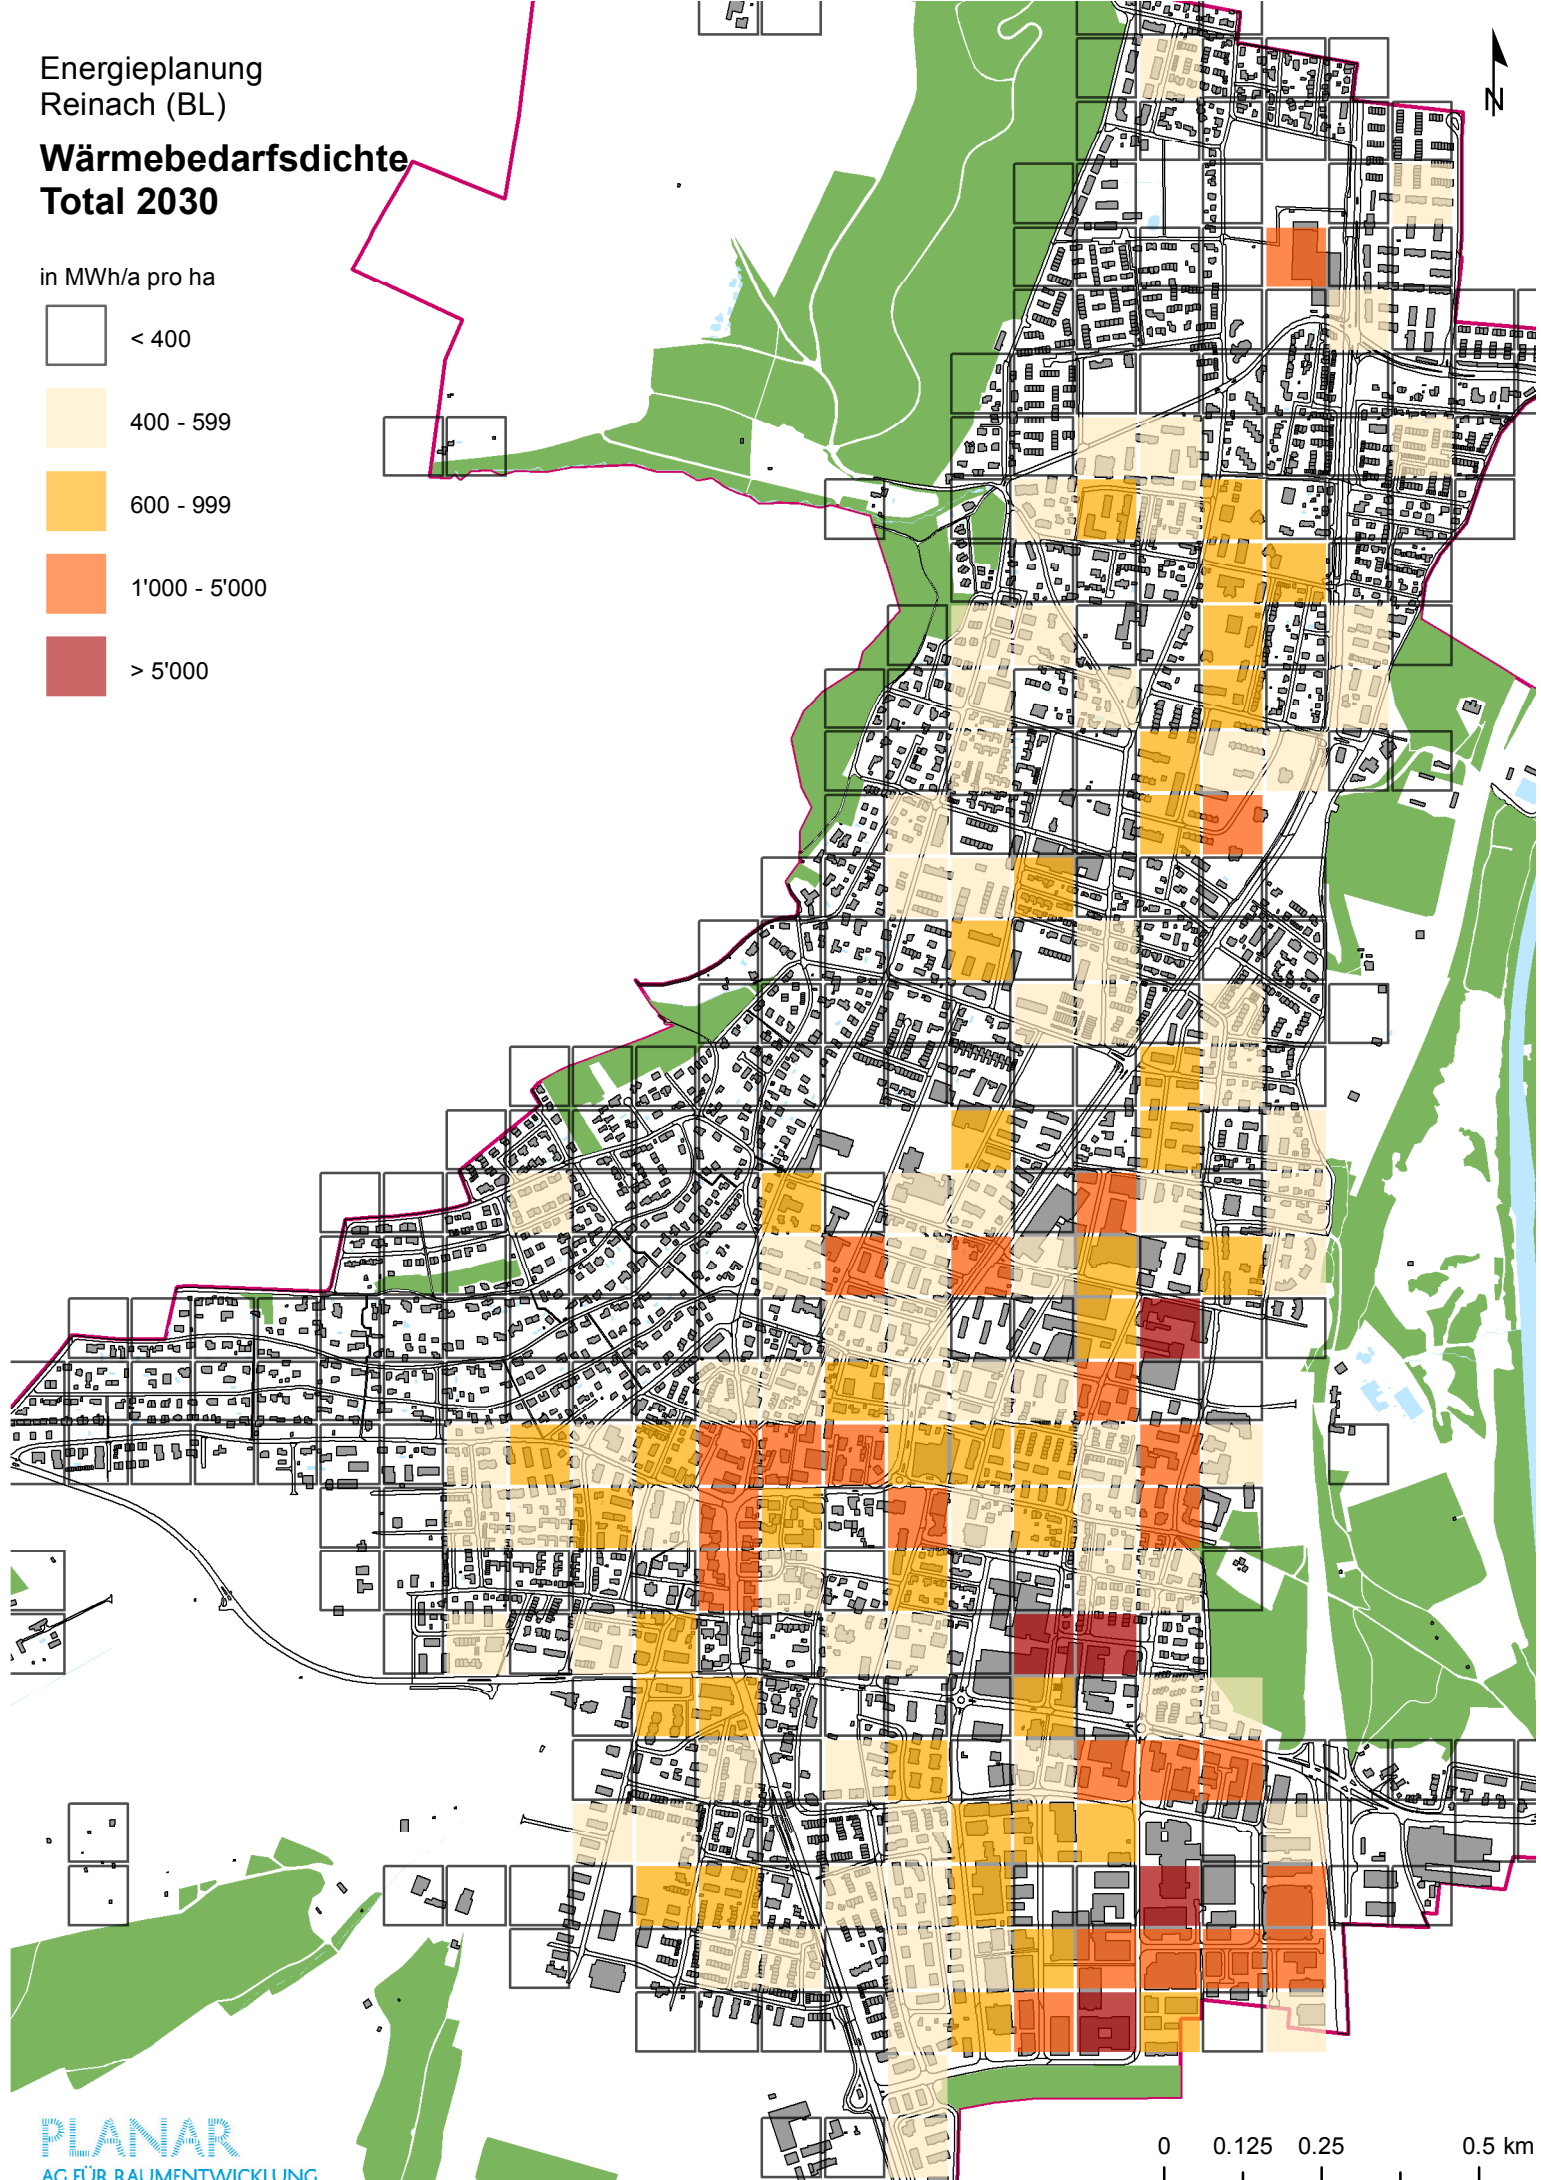 Energieplanung
Reinach (BL)
Wärmebedarfsdichte
Total 2030
in MWh/a pro ha
< 400
400 - 599
600 - 999
1'000 - 5'000
> 5'000
N
PLANAR
AG FÜR RAUMENTWICKLUNG
0 0.125 0.25 0.5 km